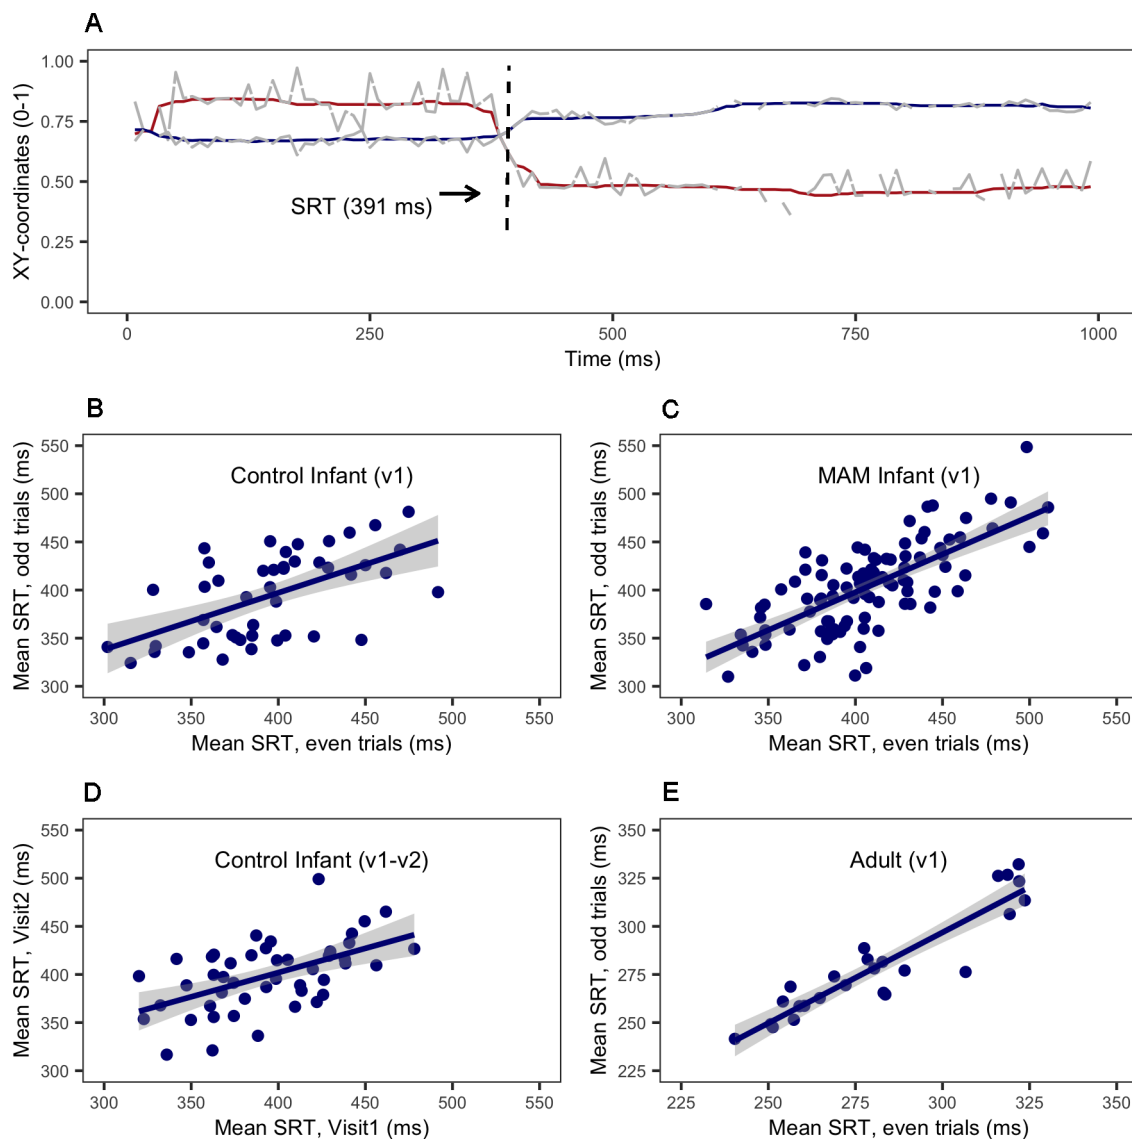 A
XY-coordinates (0-1)
1.00
0.75
0.50
0.25
0.00
SRT (391 ms)
0 250 500 750 1000
Time (ms)
B
Mean SRT, odd trials (ms)
550
500
450
400
350
300
Control Infant (v1)
300 350 400 450 500 550
Mean SRT, even trials (ms)
C
Mean SRT, odd trials (ms)
550
500
450
400
350
300
MAM Infant (v1)
300 350 400 450 500 550
Mean SRT, even trials (ms)
D
Mean SRT, Visit2 (ms)
550
500
450
400
350
300
Control Infant (v1-v2)
300 350 400 450 500 550
Mean SRT, Visit1 (ms)
E
Mean SRT, odd trials (ms)
350
325
300
275
250
225
Adult (v1)
225 250 275 300 325 350
Mean SRT, even trials (ms)